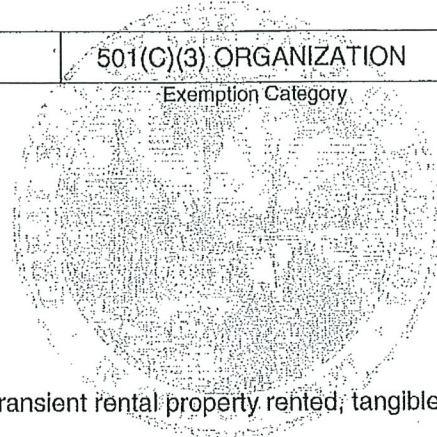 501(C)(3) ORGANIZATION
Exemption Category
ransient rental property rented, tangible